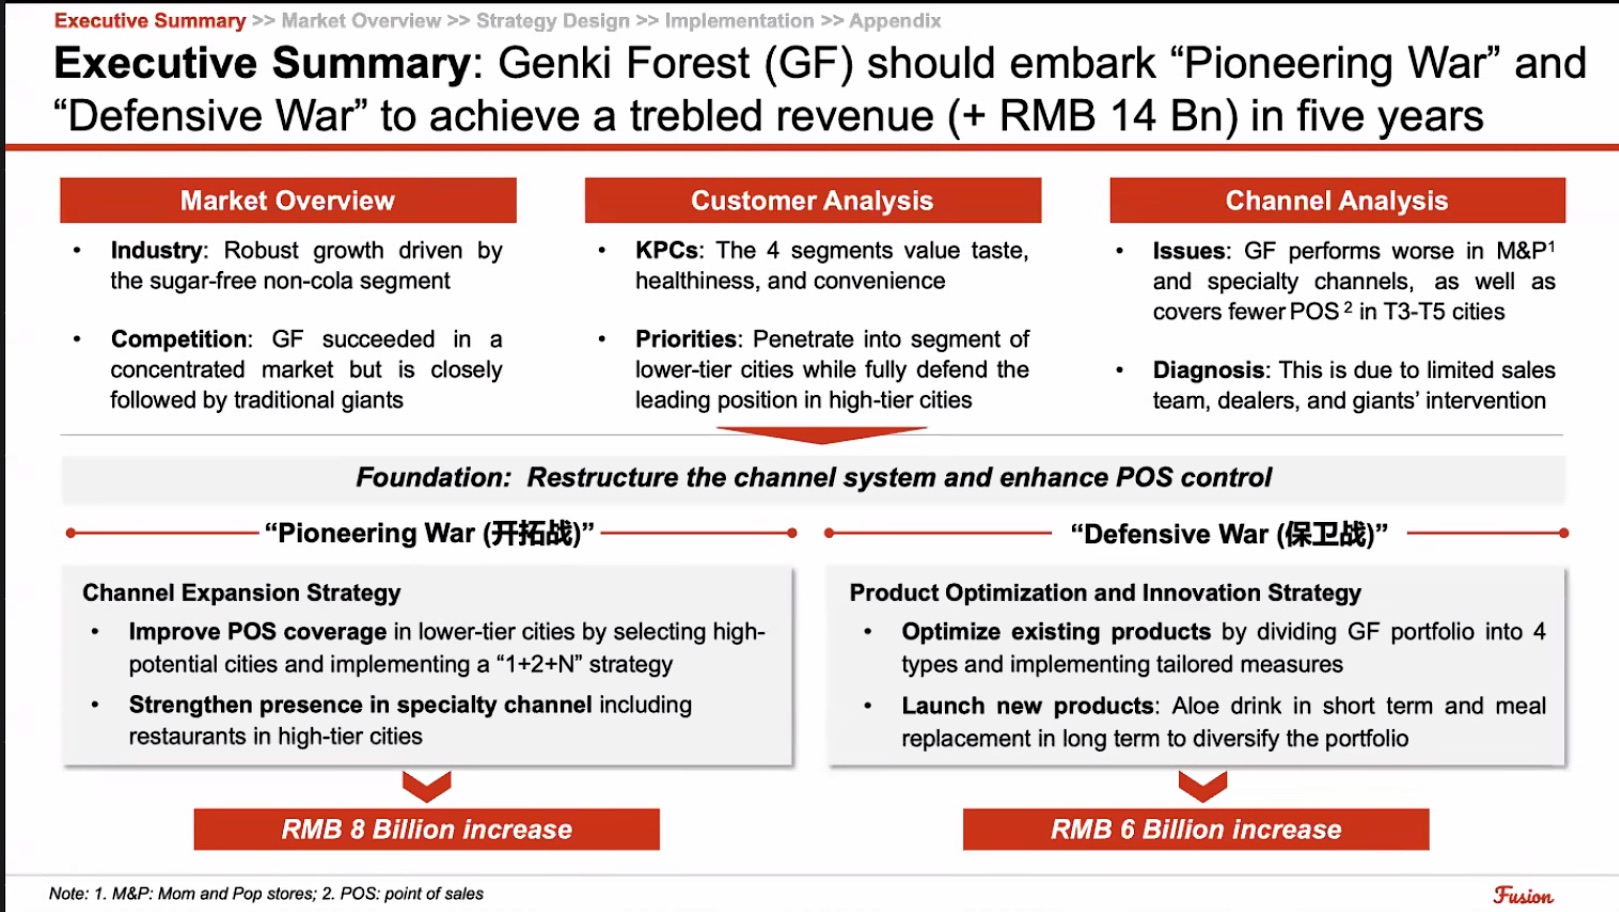 Executive Summary >> Market Overview >> Strategy Design >> Implementation >> Appendix
Executive Summary: Genki Forest (GF) should embark “Pioneering War” and
“Defensive War” to achieve a trebled revenue (+ RMB 14 Bn) in five years
Market Overview
• Industry: Robust growth driven by
the sugar-free non-cola segment
• Competition: GF succeeded in a
concentrated market but is closely
followed by traditional giants
Customer Analysis
• KPCs: The 4 segments value taste,
healthiness, and convenience
• Priorities: Penetrate into segment of
lower-tier cities while fully defend the
leading position in high-tier cities
Channel Analysis
• Issues: GF performs worse in M&P¹
and specialty channels, as well as
covers fewer POS ² in T3-T5 cities
• Diagnosis: This is due to limited sales
team, dealers, and giants’ intervention
Foundation: Restructure the channel system and enhance POS control
“Pioneering War (开拓战)”
Channel Expansion Strategy
• Improve POS coverage in lower-tier cities by selecting high-
potential cities and implementing a “1+2+N” strategy
• Strengthen presence in specialty channel including
restaurants in high-tier cities
RMB 8 Billion increase
“Defensive War (保卫战)”
Product Optimization and Innovation Strategy
• Optimize existing products by dividing GF portfolio into 4
types and implementing tailored measures
• Launch new products: Aloe drink in short term and meal
replacement in long term to diversify the portfolio
RMB 6 Billion increase
Note: 1. M&P: Mom and Pop stores; 2. POS: point of sales
Fusion